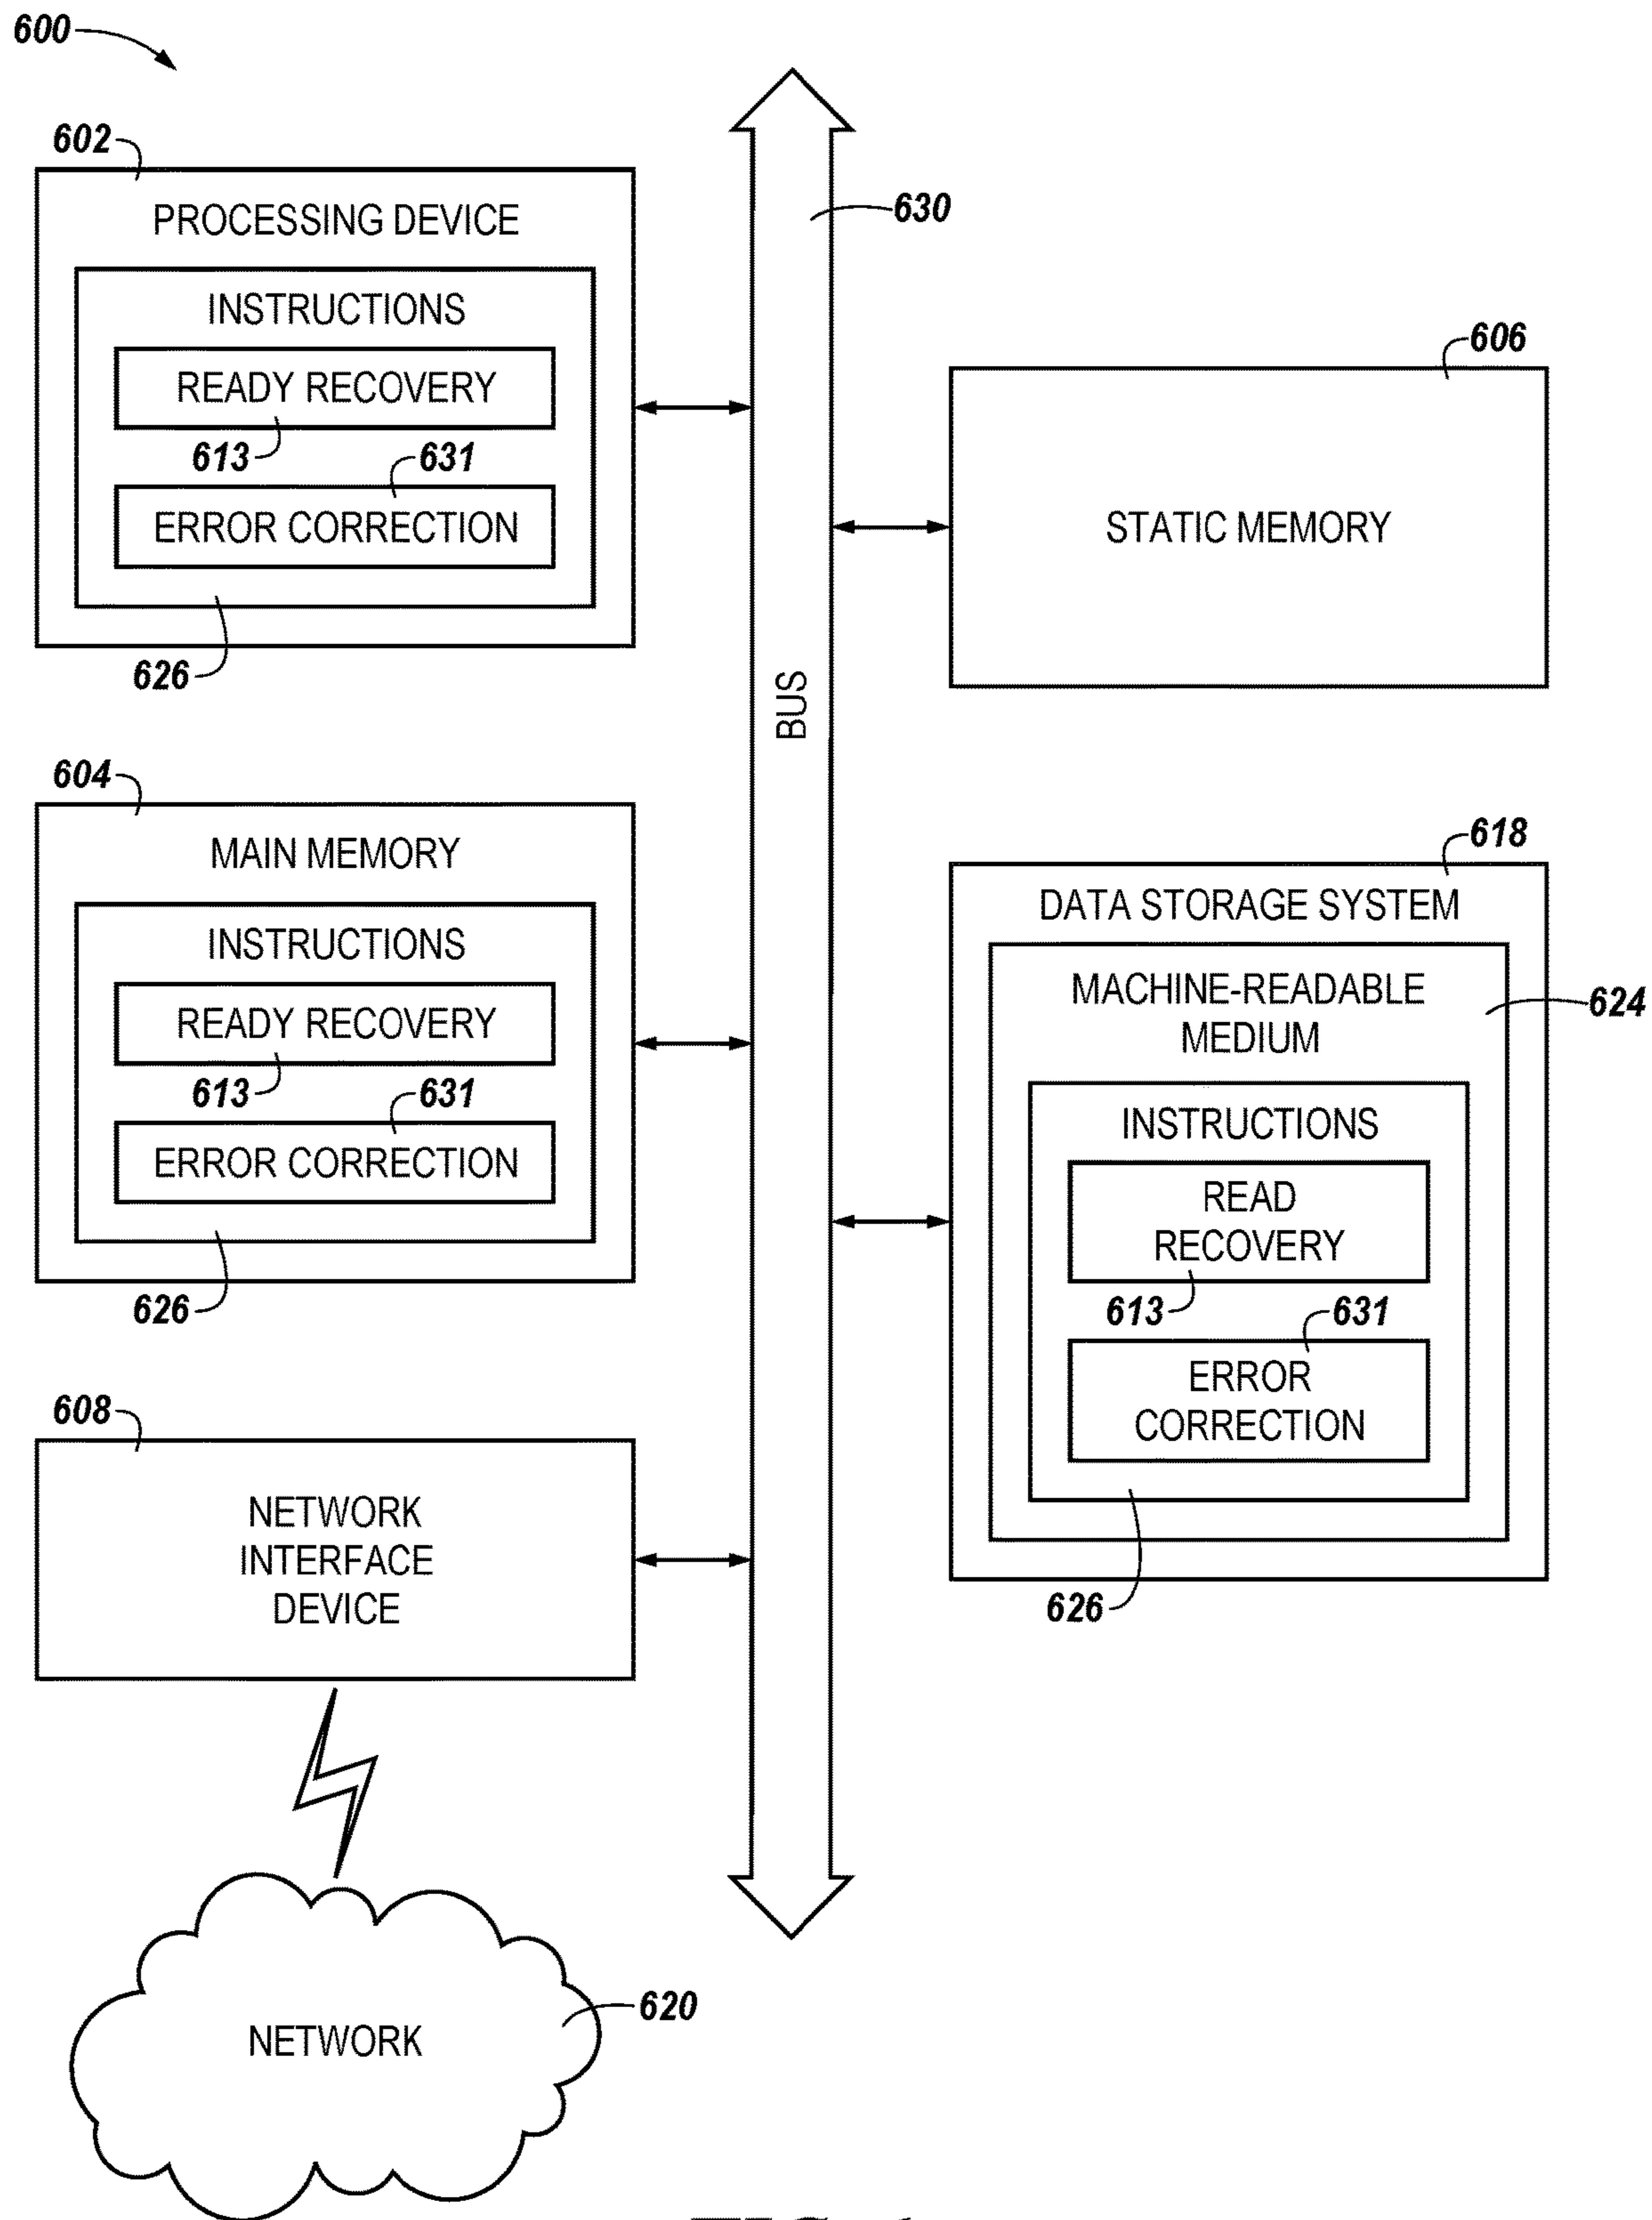 600
602
PROCESSING DEVICE
INSTRUCTIONS
READY RECOVERY
613
631
ERROR CORRECTION
626
630
BUS
606
STATIC MEMORY
604
MAIN MEMORY
INSTRUCTIONS
READY RECOVERY
613
631
ERROR CORRECTION
626
618
DATA STORAGE SYSTEM
MACHINE-READABLE
MEDIUM
624
INSTRUCTIONS
READ
RECOVERY
613
631
ERROR
CORRECTION
626
608
NETWORK
INTERFACE
DEVICE
620
NETWORK